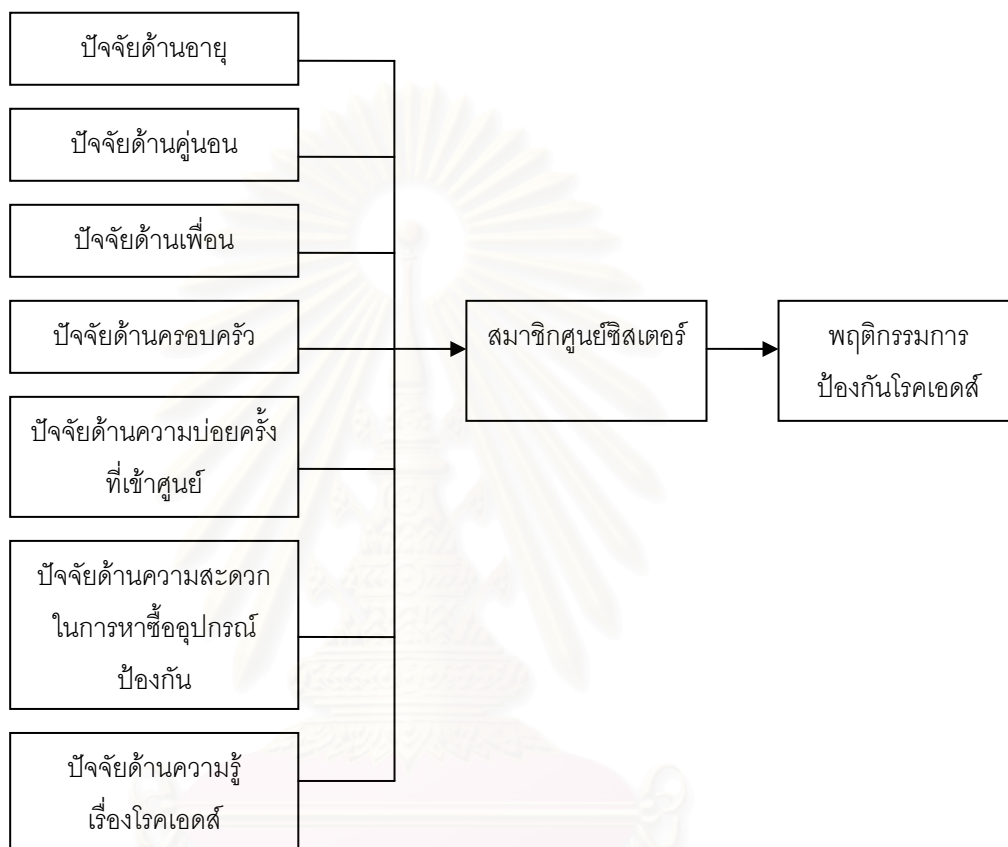 ปัจจัยด้านอายุ
ปัจจัยด้านคู่นอน
ปัจจัยด้านเพื่อน
ปัจจัยด้านครอบครัว
ปัจจัยด้านความบ่อยครั้ง
ที่เข้าศูนย์
ปัจจัยด้านความสะดวก
ในการหาซื้ออุปกรณ์
ป้องกัน
ปัจจัยด้านความรู้
เรื่องโรคเอดส์
สมาชิกศูนย์ซิสเตอร์
พฤติกรรมการ
ป้องกันโรคเอดส์